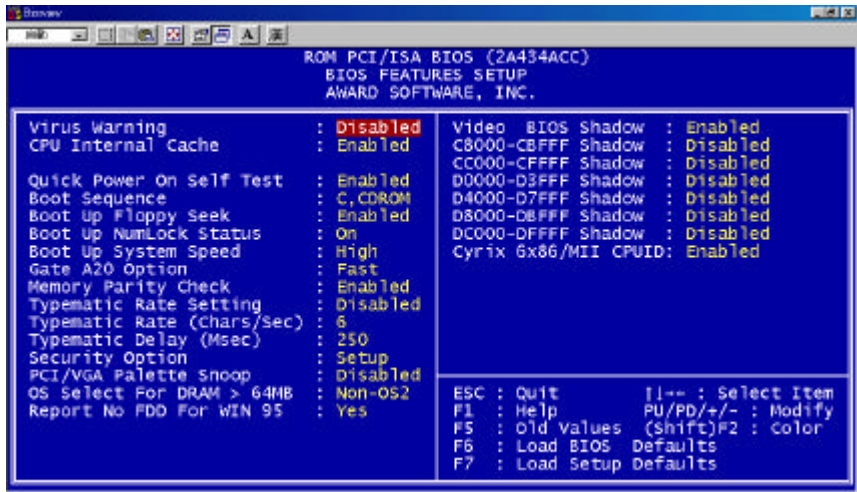 Biosview
A
ROM PCI/ISA BIOS (2A434ACC)
BIOS FEATURES SETUP
AWARD SOFTWARE, INC.
Virus Warning : Disabled
CPU Internal Cache : Enabled
Quick Power On Self Test : Enabled
Boot Sequence : C,CDROM
Boot Up Floppy Seek : Enabled
Boot Up NumLock Status : On
Boot Up System Speed : High
Gate A20 Option : Fast
Memory Parity Check : Enabled
Typematic Rate Setting : Disabled
Typematic Rate (Chars/Sec) : 6
Typematic Delay (Msec) : 250
Security Option : Setup
PCI/VGA Palette Snoop : Disabled
OS Select For DRAM > 64MB : Non-OS2
Report No FDD For WIN 95 : Yes
Video BIOS Shadow : Enabled
C8000-CBFFF Shadow : Disabled
CC000-CFFFF Shadow : Disabled
D0000-D3FFF Shadow : Disabled
D4000-D7FFF Shadow : Disabled
D8000-DBFFF Shadow : Disabled
DC000-DFFFF Shadow : Disabled
Cyrix 6x86/MII CPUID: Enabled
ESC : Quit ↑↓→← : Select Item
F1 : Help PU/PD/+/- : Modify
F5 : Old Values (Shift)F2 : Color
F6 : Load BIOS Defaults
F7 : Load Setup Defaults